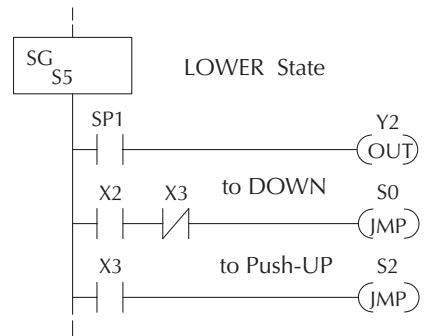 SG
S5
LOWER State
SP1
Y2
OUT
X2
X3
to DOWN
S0
JMP
X3
to Push-UP
S2
JMP